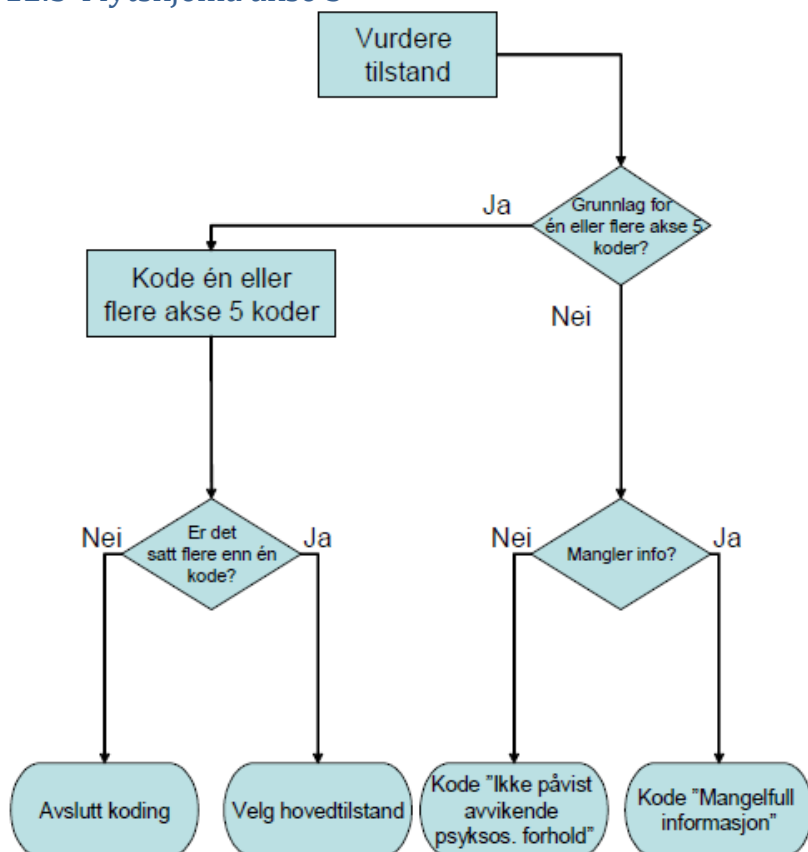 Vurdere
tilstand
Grunnlag for
én eller flere akse 5
koder?
Ja
Kode én eller
flere akse 5 koder
Nei
Er det
satt flere enn én
kode?
Nei
Ja
Mangler info?
Nei
Ja
Avslutt koding
Velg hovedtilstand
Kode "Ikke påvist
avvikende
psyksos. forhold"
Kode "Mangelfull
informasjon"